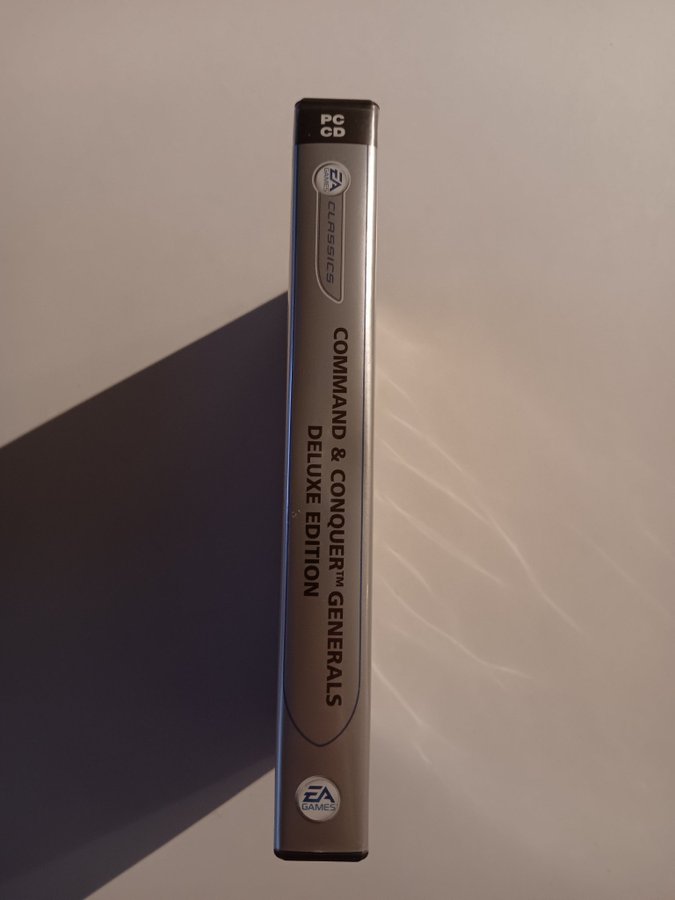 PC
CD
EA
GAMES
CLASSICS
COMMAND & CONQUER™ GENERALS
DELUXE EDITION
EA
GAMES